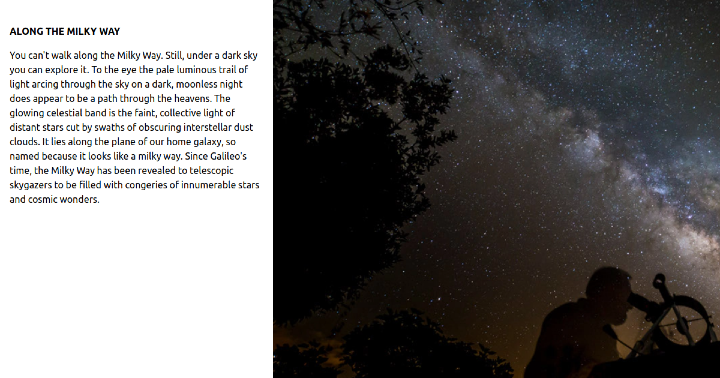 ALONG THE MILKY WAY
You can't walk along the Milky Way. Still, under a dark sky
you can explore it. To the eye the pale luminous trail of
light arcing through the sky on a dark, moonless night
does appear to be a path through the heavens. The
glowing celestial band is the faint, collective light of
distant stars cut by swaths of obscuring interstellar dust
clouds. It lies along the plane of our home galaxy, so
named because it looks like a milky way. Since Galileo's
time, the Milky Way has been revealed to telescopic
skygazers to be filled with congeries of innumerable stars
and cosmic wonders.